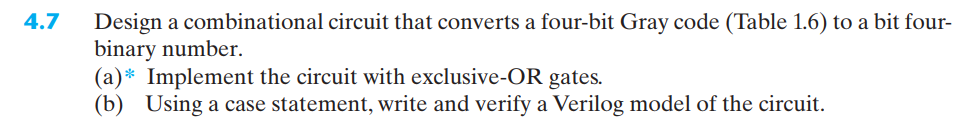 4.7 Design a combinational circuit that converts a four-bit Gray code (Table 1.6) to a bit four-
binary number.
(a)* Implement the circuit with exclusive-OR gates.
(b) Using a case statement, write and verify a Verilog model of the circuit.